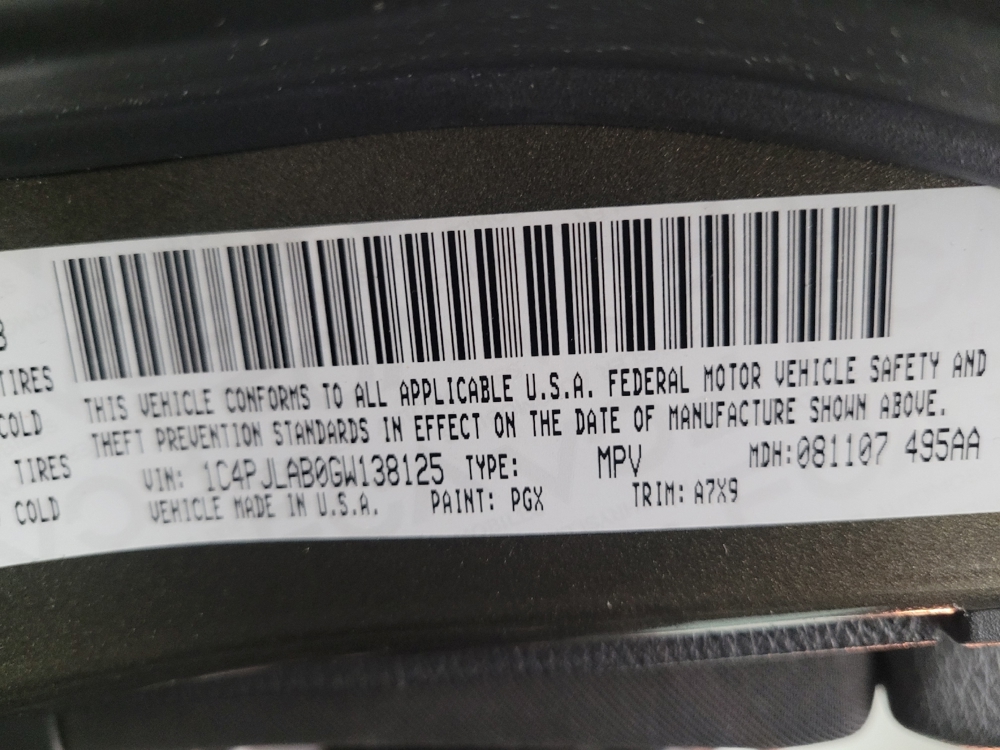 B
TIRES
THIS VEHICLE CONFORMS TO ALL APPLICABLE U.S.A. FEDERAL MOTOR VEHICLE SAFETY AND
COLD
THEFT PREVENTION STANDARDS IN EFFECT ON THE DATE OF MANUFACTURE SHOWN ABOVE.
TIRES
VIN: 1C4PJLAB0GW138125 TYPE: MPV MDH:081107 495AA
COLD
VEHICLE MADE IN U.S.A. PAINT: PGX TRIM: A7X9